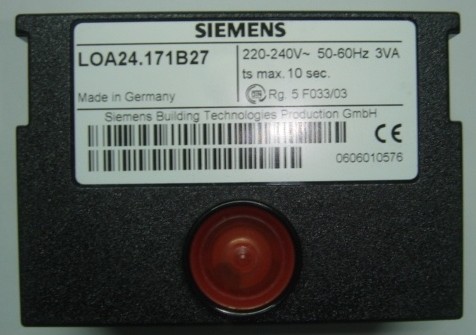 SIEMENS
LOA24.171B27
220-240V~ 50-60Hz 3VA
ts max. 10 sec.
Made in Germany
Rg. 5 F033/03
Siemens Building Technologies Production GmbH
CE
0606010576